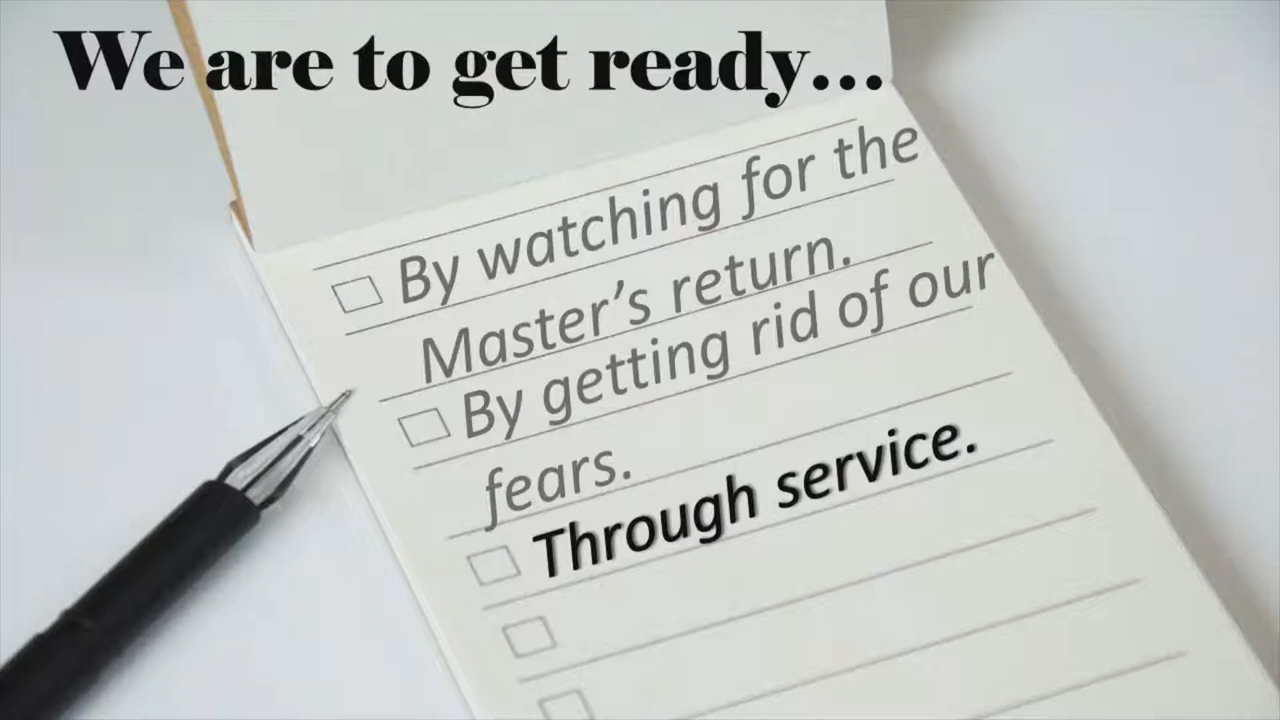 We are to get ready...
By watching for the
Master’s return.
By getting rid of our
fears.
Through service.